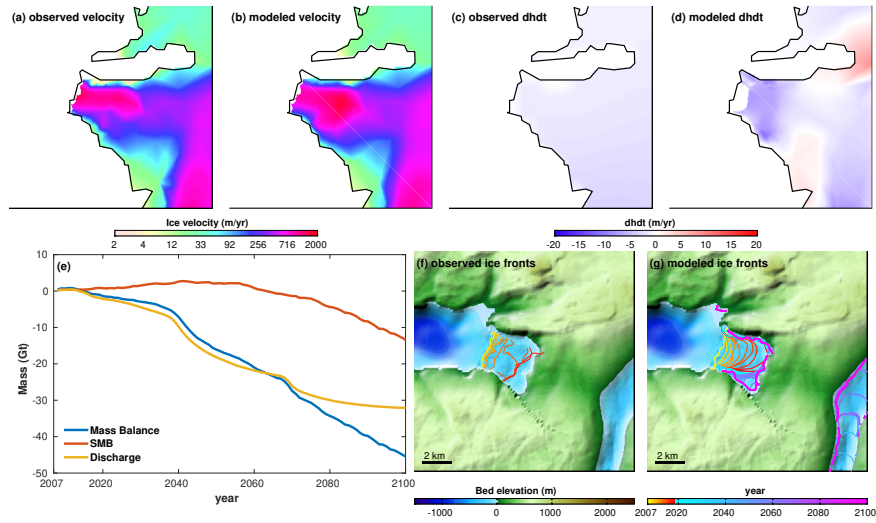 (a) observed velocity
(b) modeled velocity
(c) observed dhdt
(d) modeled dhdt
Ice velocity (m/yr)
2 4 12 33 92 256 716 2000
dhdt (m/yr)
-20 -15 -10 -5 0 5 10 15 20
(e)
10
0
-10
-20
-30
-40
-50
Mass (Gt)
Mass Balance
SMB
Discharge
2007 2020 2040 2060 2080 2100
year
(f) observed ice fronts
2 km
(g) modeled ice fronts
2 km
Bed elevation (m)
-1000 0 1000 2000
year
2007 2020 2040 2060 2080 2100